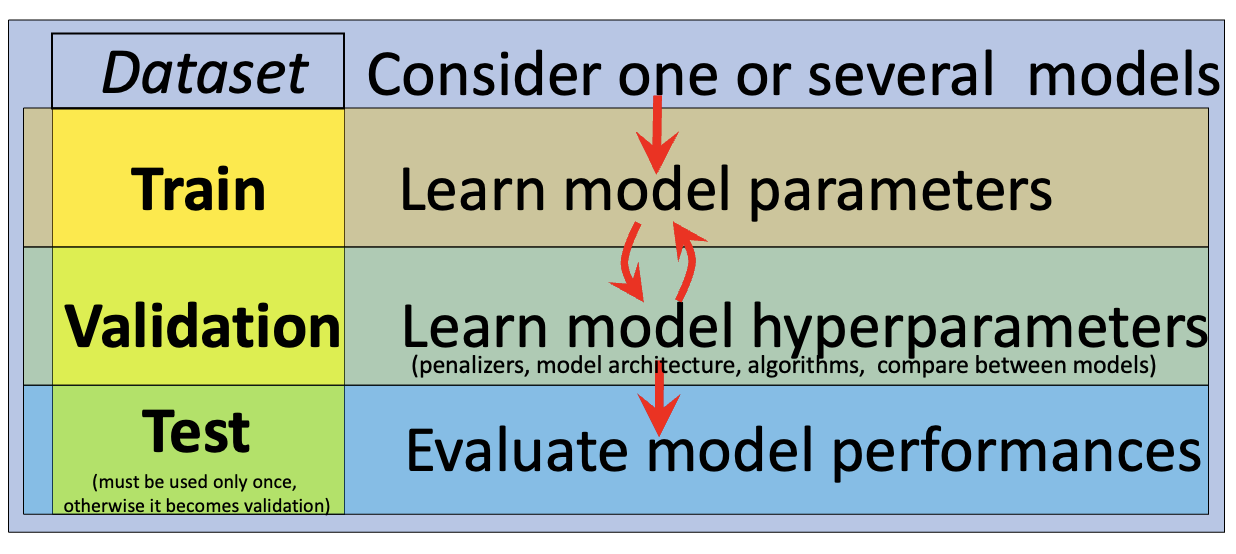 Dataset
Consider one or several models
Train
Learn model parameters
Validation
Learn model hyperparameters
(penalizers, model architecture, algorithms, compare between models)
Test
(must be used only once,
otherwise it becomes validation)
Evaluate model performances